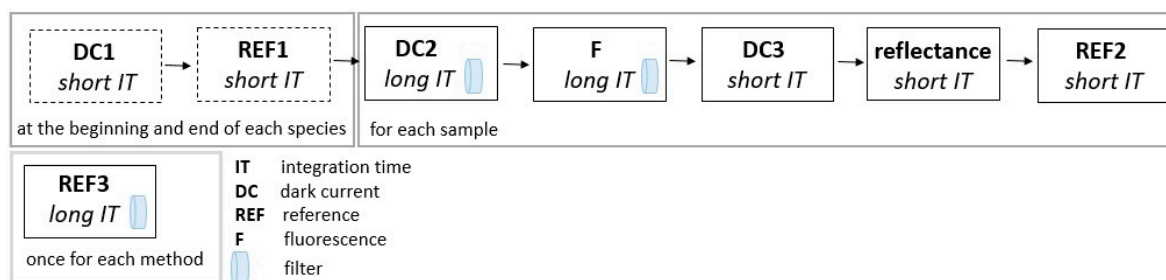 DC1
short IT
REF1
short IT
DC2
long IT
F
long IT
DC3
short IT
reflectance
short IT
REF2
short IT
at the beginning and end of each species
for each sample
REF3
long IT
once for each method
IT integration time
DC dark current
REF reference
F fluorescence
filter